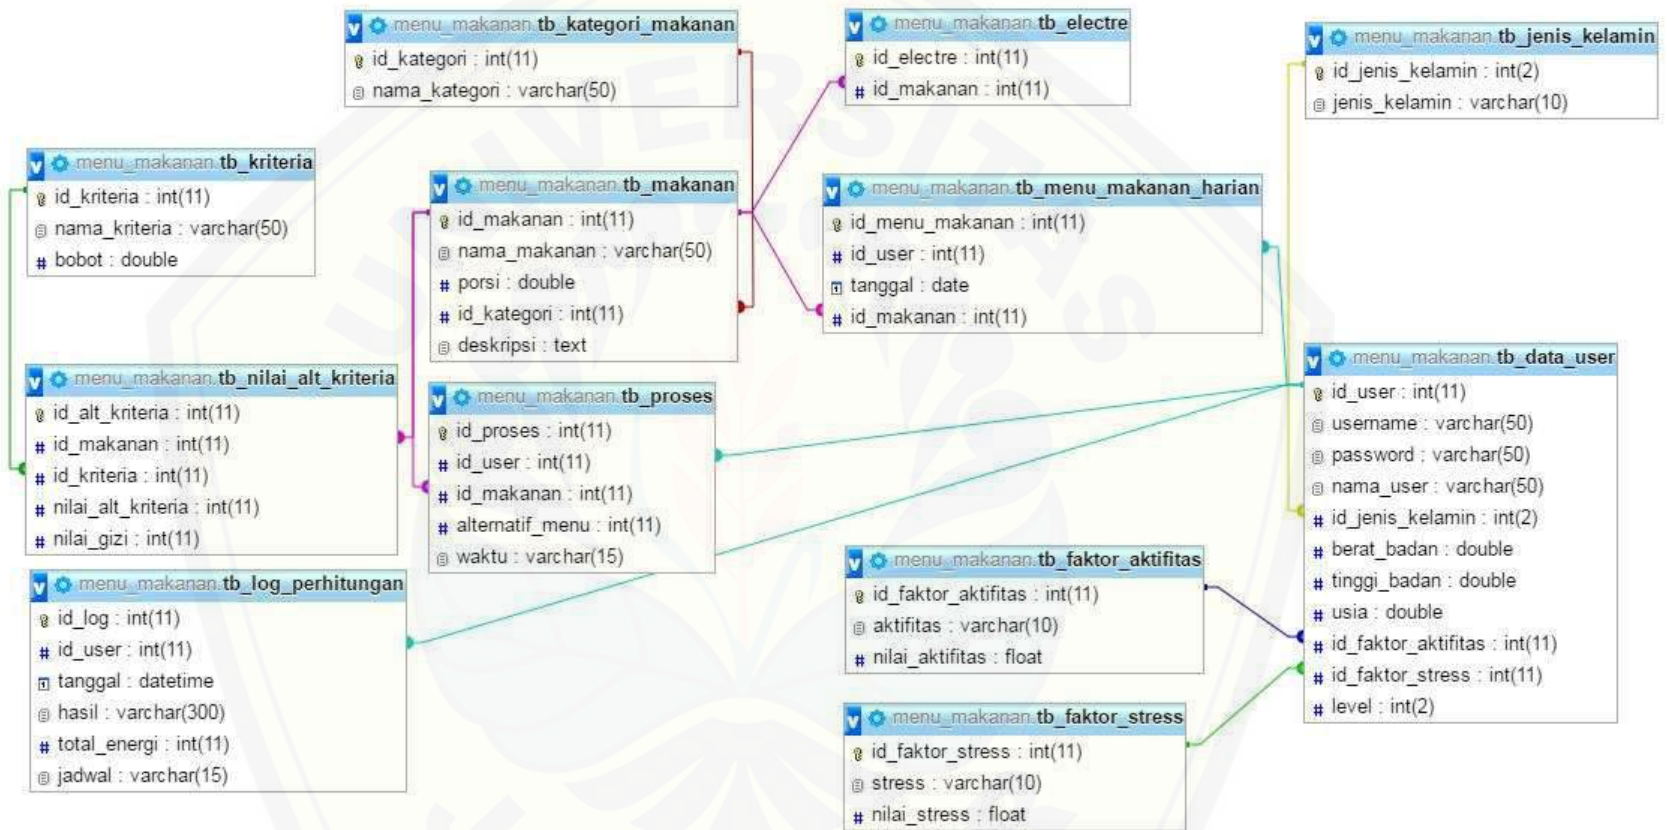 menu_makanan.tb_kategori_makanan
id_kategori : int(11)
nama_kategori : varchar(50)
menu_makanan.tb_electre
id_electre : int(11)
id_makanan : int(11)
menu_makanan.tb_jenis_kelamin
id_jenis_kelamin : int(2)
jenis_kelamin : varchar(10)
menu_makanan.tb_kriteria
id_kriteria : int(11)
nama_kriteria : varchar(50)
bobot : double
menu_makanan.tb_makanan
id_makanan : int(11)
nama_makanan : varchar(50)
porsi : double
id_kategori : int(11)
deskripsi : text
menu_makanan.tb_menu_makanan_harian
id_menu_makanan : int(11)
id_user : int(11)
tanggal : date
id_makanan : int(11)
menu_makanan.tb_nilai_alt_kriteria
id_alt_kriteria : int(11)
id_makanan : int(11)
id_kriteria : int(11)
nilai_alt_kriteria : int(11)
nilai_gizi : int(11)
menu_makanan.tb_proses
id_proses : int(11)
id_user : int(11)
id_makanan : int(11)
alternatif_menu : int(11)
waktu : varchar(15)
menu_makanan.tb_data_user
id_user : int(11)
username : varchar(50)
password : varchar(50)
nama_user : varchar(50)
id_jenis_kelamin : int(2)
berat_badan : double
tinggi_badan : double
usia : double
id_faktor_aktifitas : int(11)
id_faktor_stress : int(11)
level : int(2)
menu_makanan.tb_log_perhitungan
id_log : int(11)
id_user : int(11)
tanggal : datetime
hasil : varchar(300)
total_energi : int(11)
jadwal : varchar(15)
menu_makanan.tb_faktor_aktifitas
id_faktor_aktifitas : int(11)
aktifitas : varchar(10)
nilai_aktifitas : float
menu_makanan.tb_faktor_stress
id_faktor_stress : int(11)
stress : varchar(10)
nilai_stress : float
UNIVERSITAS